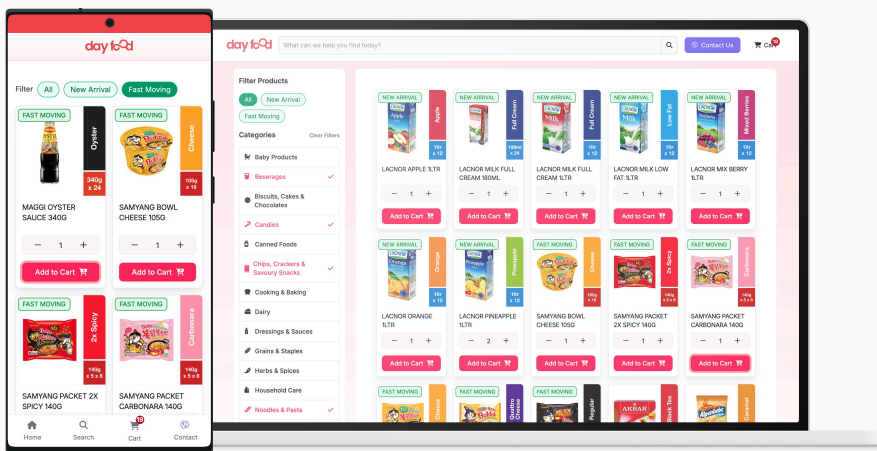 day food
Filter
All
New Arrival
Fast Moving
FAST MOVING
Oyster
340g
x 24
MAGGI OYSTER
SAUCE 340G
− 1 +
Add to Cart
FAST MOVING
Cheese
105g
x 16
SAMYANG BOWL
CHEESE 105G
− 1 +
Add to Cart
FAST MOVING
2x Spicy
140g
x 5 x 8
SAMYANG PACKET 2X
SPICY 140G
FAST MOVING
Carbonara
140g
x 5 x 8
SAMYANG PACKET
CARBONARA 140G
Home
Search
Cart
Contact
day food
What can we help you find today?
Contact Us
Filter Products
All
New Arrival
Fast Moving
Categories
Clear Filters
Baby Products
Beverages
Biscuits, Cakes &
Chocolates
Candies
Canned Foods
Chips, Crackers &
Savoury Snacks
Cooking & Baking
Dairy
Dressings & Sauces
Grains & Staples
Herbs & Spices
Household Care
Noodles & Pasta
NEW ARRIVAL
LACNOR
Apple
Apple
1ltr
x 12
LACNOR APPLE 1LTR
− 1 +
Add to Cart
NEW ARRIVAL
Full Cream
180ml
x 24
LACNOR MILK FULL
CREAM 180ML
− 1 +
Add to Cart
NEW ARRIVAL
LACNOR
Milk
Full Cream
1ltr
x 12
LACNOR MILK FULL
CREAM 1LTR
− 1 +
Add to Cart
NEW ARRIVAL
LACNOR
Milk
Low Fat
1ltr
x 12
LACNOR MILK LOW
FAT 1LTR
− 1 +
Add to Cart
NEW ARRIVAL
LACNOR
Mixed Berries
1ltr
x 12
LACNOR MIX BERRY
1LTR
− 1 +
Add to Cart
NEW ARRIVAL
Orange
Orange
1ltr
x 12
LACNOR ORANGE
1LTR
− 1 +
Add to Cart
NEW ARRIVAL
Pineapple
1ltr
x 12
LACNOR PINEAPPLE
1LTR
− 2 +
Add to Cart
FAST MOVING
Cheese
105g
x 16
SAMYANG BOWL
CHEESE 105G
− 1 +
Add to Cart
FAST MOVING
2x Spicy
140g
x 5 x 8
SAMYANG PACKET
2X SPICY 140G
− 1 +
Add to Cart
FAST MOVING
Carbonara
140g
x 5 x 8
SAMYANG PACKET
CARBONARA 140G
− 1 +
Add to Cart
FAST MOVING
Cheese
FAST MOVING
Quattro
Cheese
FAST MOVING
Regular
AKBAR
Black Tea
Alpenliebe
Caramel